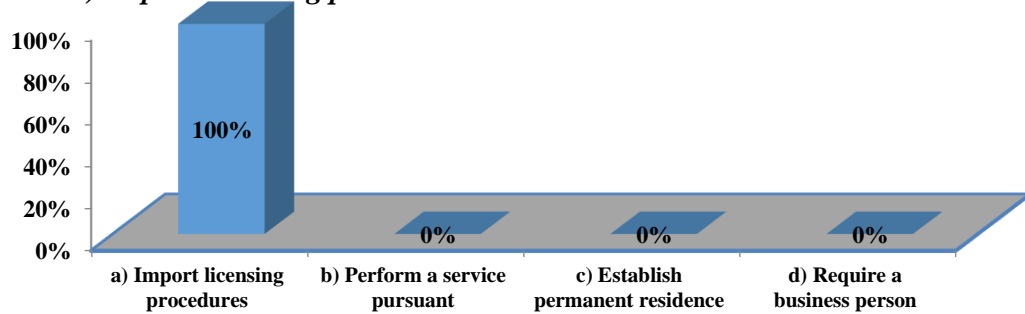 100%
80%
60%
40%
20%
0%
100%
0%
0%
0%
a) Import licensing
procedures
b) Perform a service
pursuant
c) Establish
permanent residence
d) Require a
business person